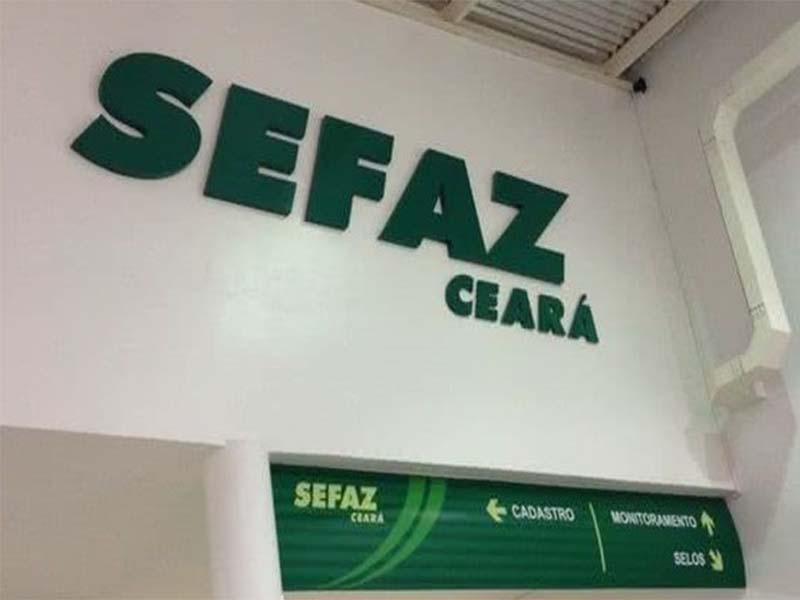 SEFAZ
CEARÁ
SEFAZ
CEARÁ
CADASTRO
MONITORAMENTO
SELOS